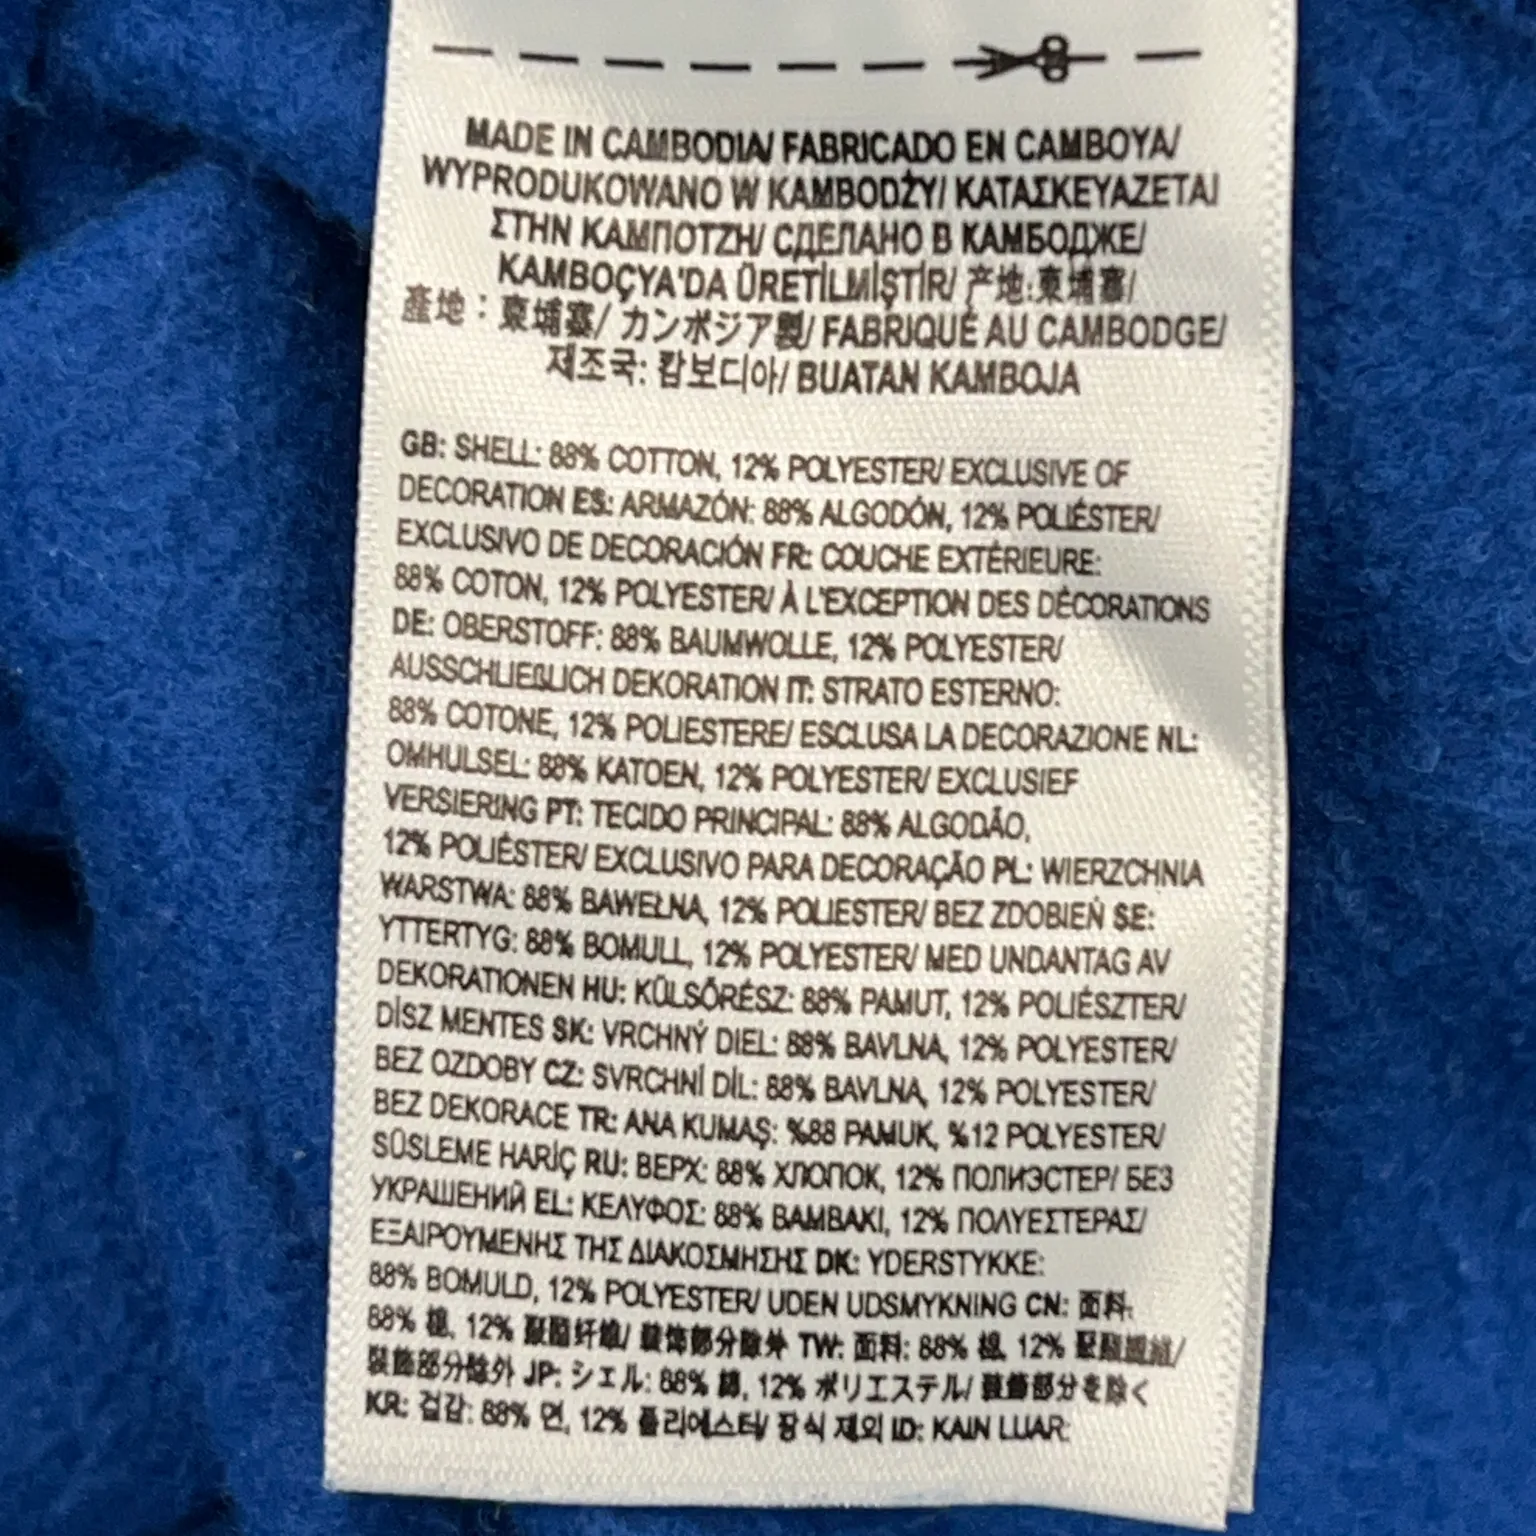 MADE IN CAMBODIA/ FABRICADO EN CAMBOYA/
WYPRODUKOWANO W KAMBODŻY/ ΚΑΤΑΣΚΕΥΑΖΕΤΑΙ
ΣΤΗΝ ΚΑΜΠΟΤΖΗ/ СДЕЛАНО В КАМБОДЖЕ/
KAMBOÇYA'DA ÜRETİLMİŞTİR/ 产地:柬埔寨/
產地：柬埔寨/ カンボジア製/ FABRIQUÉ AU CAMBODGE/
제조국: 캄보디아/ BUATAN KAMBOJA
GB: SHELL: 88% COTTON, 12% POLYESTER/ EXCLUSIVE OF
DECORATION ES: ARMAZÓN: 88% ALGODÓN, 12% POLIÉSTER/
EXCLUSIVO DE DECORACIÓN FR: COUCHE EXTÉRIEURE:
88% COTON, 12% POLYESTER/ À L'EXCEPTION DES DÉCORATIONS
DE: OBERSTOFF: 88% BAUMWOLLE, 12% POLYESTER/
AUSSCHLIEßLICH DEKORATION IT: STRATO ESTERNO:
88% COTONE, 12% POLIESTERE/ ESCLUSA LA DECORAZIONE NL:
OMHULSEL: 88% KATOEN, 12% POLYESTER/ EXCLUSIEF
VERSIERING PT: TECIDO PRINCIPAL: 88% ALGODÃO,
12% POLIÉSTER/ EXCLUSIVO PARA DECORAÇÃO PL: WIERZCHNIA
WARSTWA: 88% BAWEŁNA, 12% POLIESTER/ BEZ ZDOBIEŃ SE:
YTTERTYG: 88% BOMULL, 12% POLYESTER/ MED UNDANTAG AV
DEKORATIONEN HU: KÜLSŐRÉSZ: 88% PAMUT, 12% POLIÉSZTER/
DÍSZ MENTES SK: VRCHNÝ DIEL: 88% BAVLNA, 12% POLYESTER/
BEZ OZDOBY CZ: SVRCHNÍ DÍL: 88% BAVLNA, 12% POLYESTER/
BEZ DEKORACE TR: ANA KUMAŞ: %88 PAMUK, %12 POLYESTER/
SÜSLEME HARİÇ RU: ВЕРХ: 88% ХЛОПОК, 12% ПОЛИЭСТЕР/ БЕЗ
УКРАШЕНИЙ EL: ΚΕΛΥΦΟΣ: 88% ΒΑΜΒΑΚΙ, 12% ΠΟΛΥΕΣΤΕΡΑΣ/
ΕΞΑΙΡΟΥΜΕΝΗΣ ΤΗΣ ΔΙΑΚΟΣΜΗΣΗΣ DK: YDERSTYKKE:
88% BOMULD, 12% POLYESTER/ UDEN UDSMYKNING CN: 面料:
88% 棉, 12% 聚酯纤维/ 装饰部分除外 TW: 面料: 88% 棉, 12% 聚酯纖維/
裝飾部分除外 JP: シェル: 88% 綿, 12% ポリエステル/ 装飾部分を除く
KR: 겉감: 88% 면, 12% 폴리에스터/ 장식 제외 ID: KAIN LUAR: